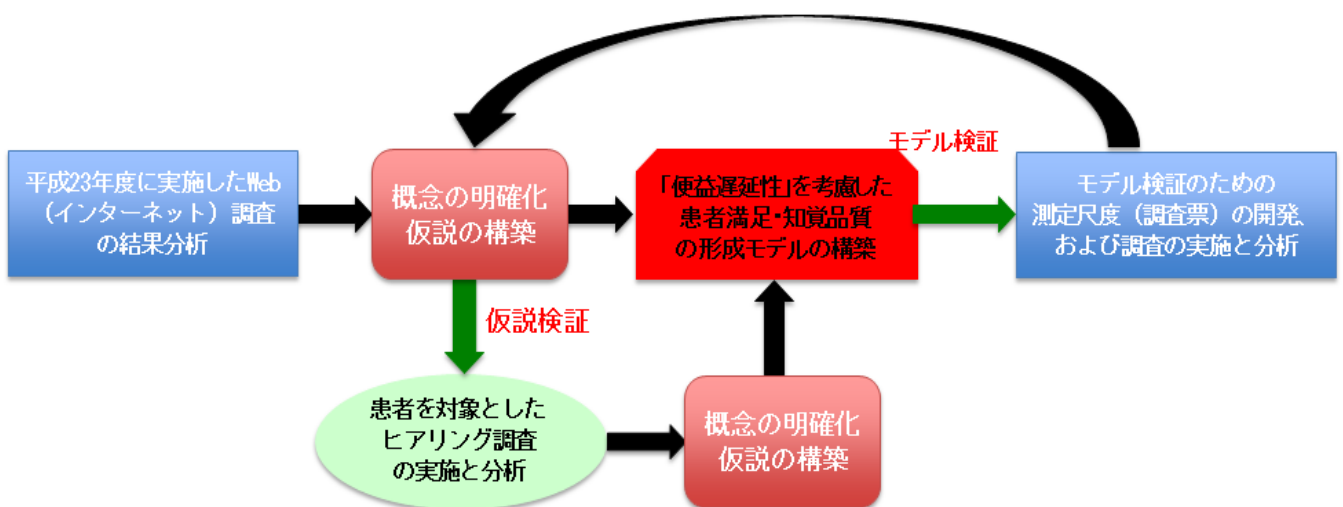 平成23年度に実施したWeb
（インターネット）調査
の結果分析
概念の明確化
仮説の構築
「便益遅延性」を考慮した
患者満足・知覚品質
の形成モデルの構築
モデル検証
モデル検証のための
測定尺度（調査票）の開発、
および調査の実施と分析
仮説検証
患者を対象とした
ヒアリング調査
の実施と分析
概念の明確化
仮説の構築